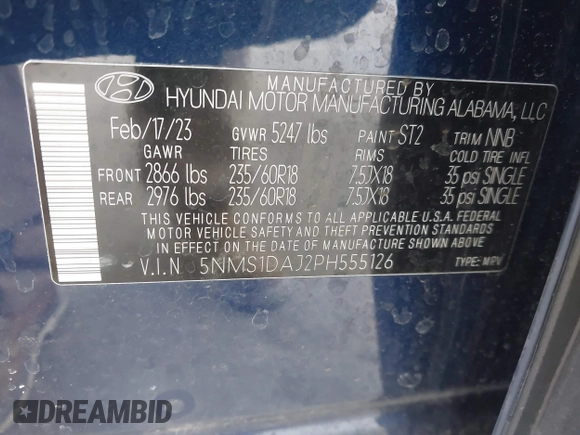 MANUFACTURED BY
HYUNDAI MOTOR MANUFACTURING ALABAMA, LLC
Feb/17/23 GVWR 5247 lbs PAINT ST2 TRIM NNB
GAWR TIRES RIMS COLD TIRE INFL
FRONT 2866 lbs 235/60R18 7.5JX18 35 psi SINGLE
REAR 2976 lbs 235/60R18 7.5JX18 35 psi SINGLE
THIS VEHICLE CONFORMS TO ALL APPLICABLE U.S.A. FEDERAL
MOTOR VEHICLE SAFETY AND THEFT PREVENTION STANDARDS
IN EFFECT ON THE DATE OF MANUFACTURE SHOWN ABOVE.
V.I.N 5NMS1DAJ2PH555126 TYPE: MPV
DREAMBID